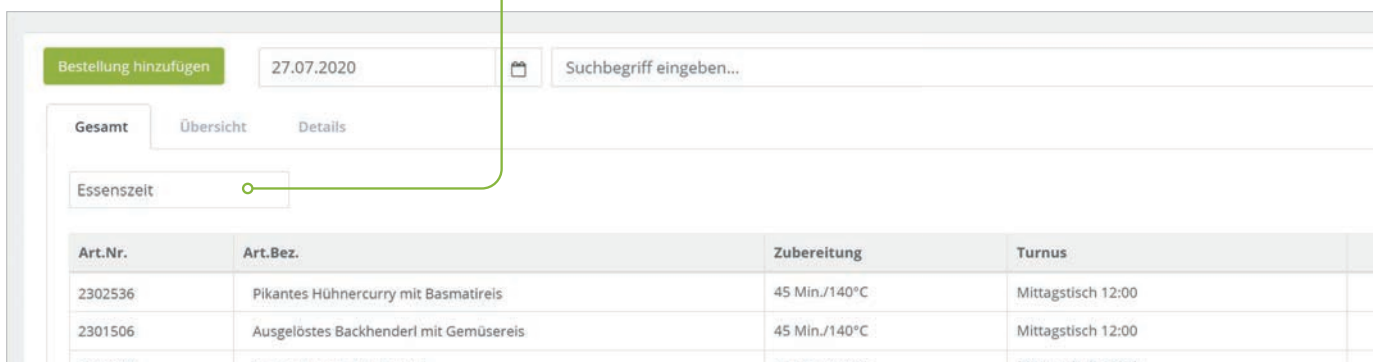 Bestellung hinzufügen 27.07.2020 Suchbegriff eingeben...
Gesamt Übersicht Details
Essenszeit
Art.Nr. Art.Bez. Zubereitung Turnus
2302536 Pikantes Hühnercurry mit Basmatireis 45 Min./140°C Mittagstisch 12:00
2301506 Ausgelöstes Backhenderl mit Gemüsereis 45 Min./140°C Mittagstisch 12:00